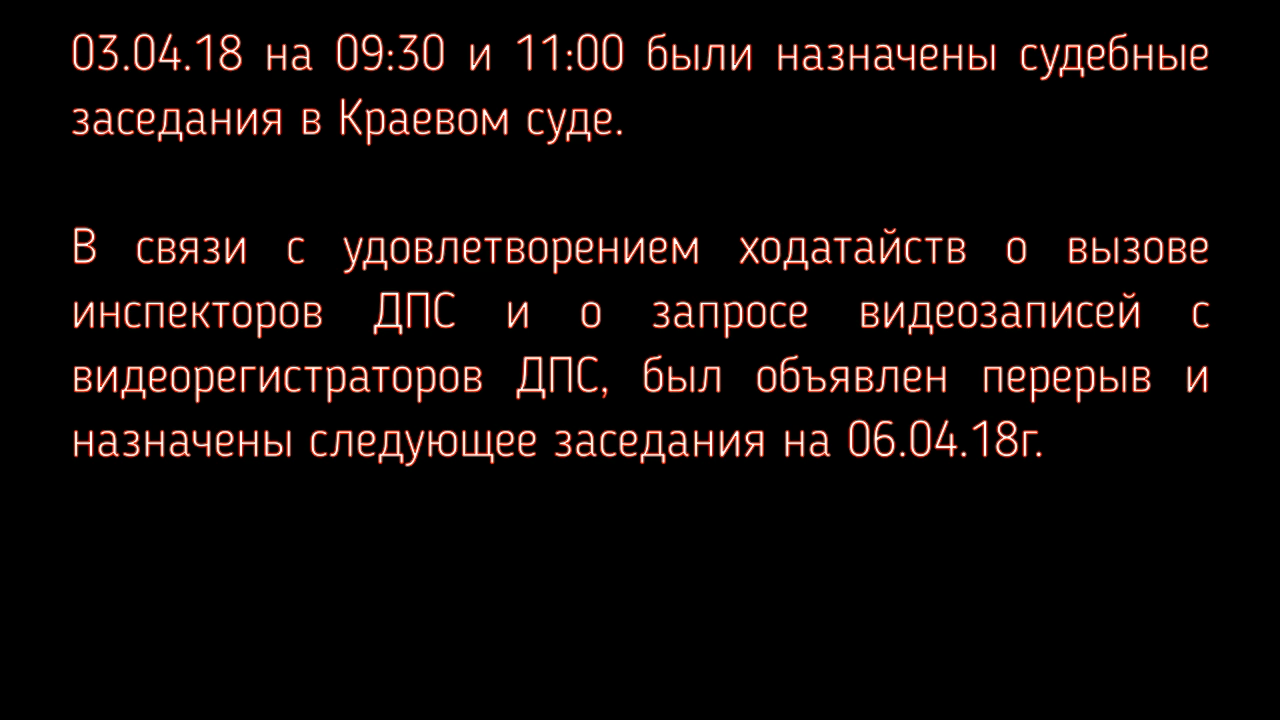 03.04.18 на 09:30 и 11:00 были назначены судебные
заседания в Краевом суде.
В связи с удовлетворением ходатайств о вызове
инспекторов ДПС и о запросе видеозаписей с
видеорегистраторов ДПС, был объявлен перерыв и
назначены следующее заседания на 06.04.18г.